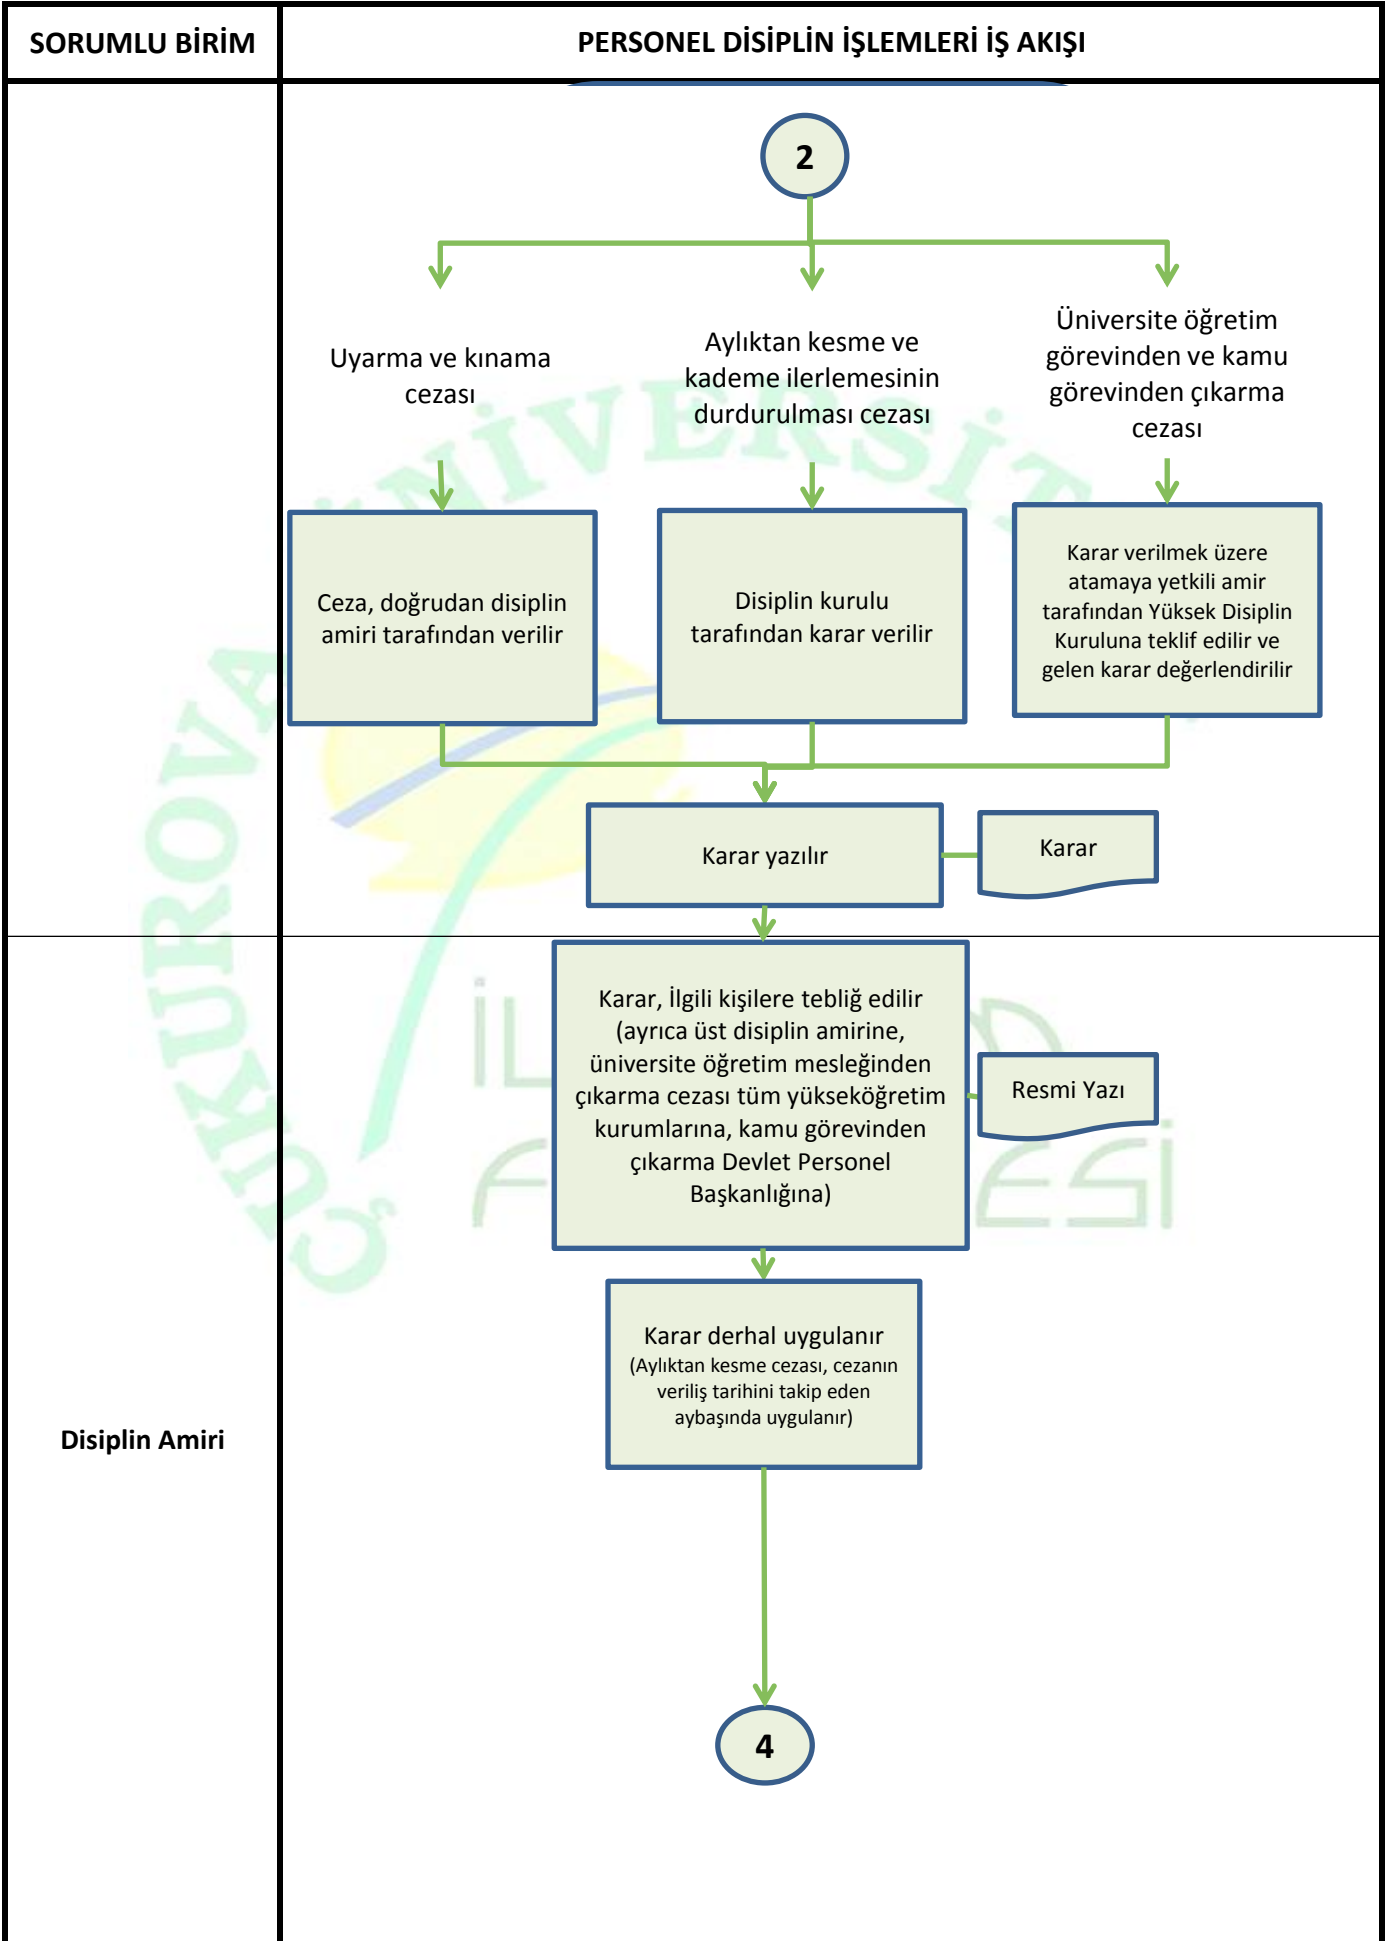 SORUMLU BİRİM
PERSONEL DİSİPLİN İŞLEMLERİ İŞ AKIŞI
2
Uyarma ve kınama
cezası
Aylıktan kesme ve
kademe ilerlemesinin
durdurulması cezası
Üniversite öğretim
görevinden ve kamu
görevinden çıkarma
cezası
Ceza, doğrudan disiplin
amiri tarafından verilir
Disiplin kurulu
tarafından karar verilir
Karar verilmek üzere
atamaya yetkili amir
tarafından Yüksek Disiplin
Kuruluna teklif edilir ve
gelen karar değerlendirilir
Karar yazılır
Karar
Karar, İlgili kişilere tebliğ edilir
(ayrıca üst disiplin amirine,
üniversite öğretim mesleğinden
çıkarma cezası tüm yükseköğretim
kurumlarına, kamu görevinden
çıkarma Devlet Personel
Başkanlığına)
Resmi Yazı
Karar derhal uygulanır
(Aylıktan kesme cezası, cezanın
veriliş tarihini takip eden
aybaşında uygulanır)
Disiplin Amiri
4
ÇUKUROVA